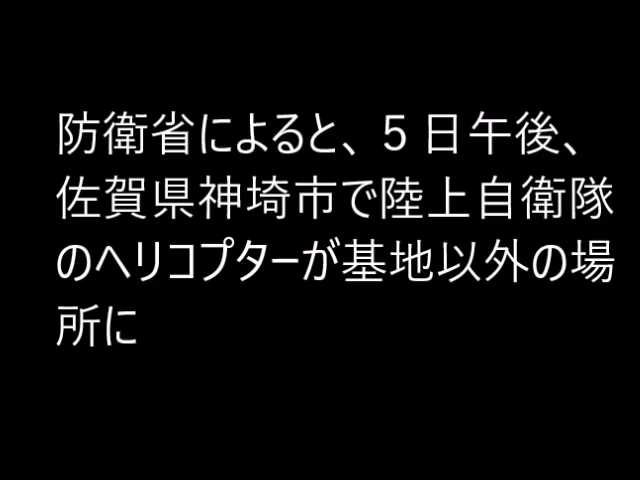 防衛省によると、５日午後、
佐賀県神埼市で陸上自衛隊
のヘリコプターが基地以外の場
所に